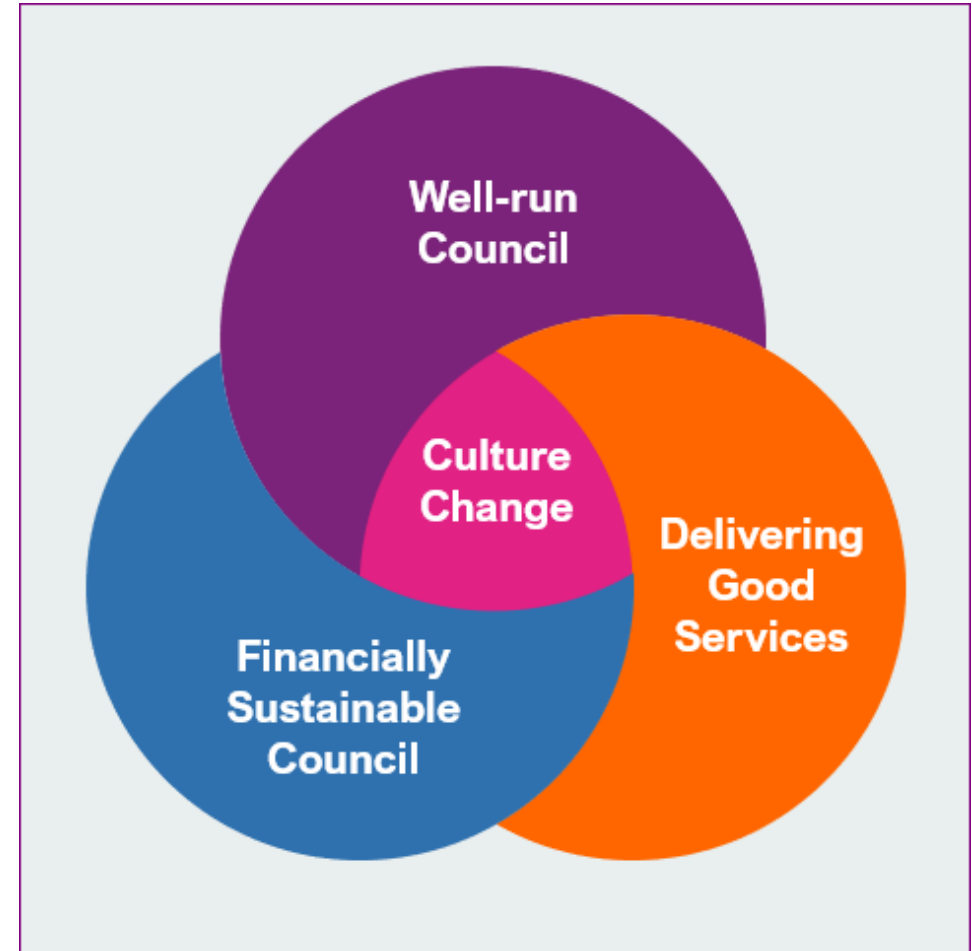 Well-run
Council
Culture
Change
Delivering
Good
Services
Financially
Sustainable
Council